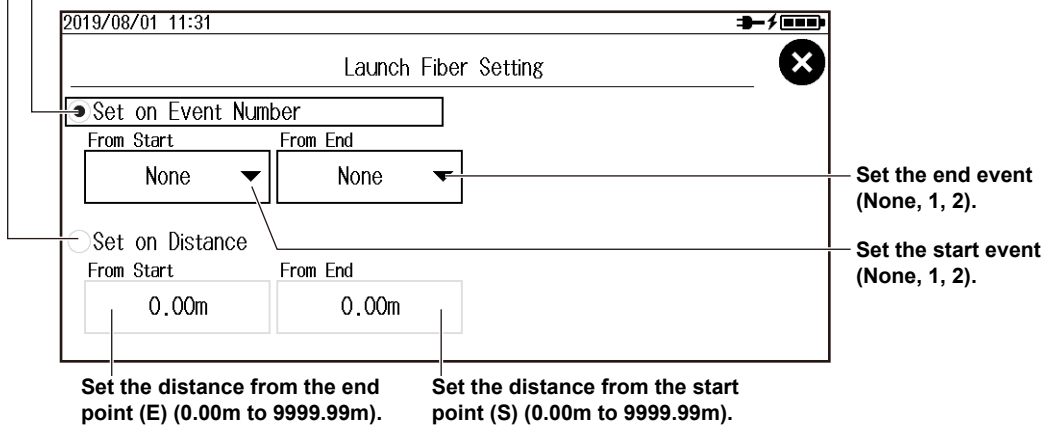 2019/08/01 11:31
Launch Fiber Setting
Set on Event Number
From Start From End
None None
Set the end event
(None, 1, 2).
Set on Distance
Set the start event
(None, 1, 2).
From Start From End
0.00m 0.00m
Set the distance from the end
point (E) (0.00m to 9999.99m).
Set the distance from the start
point (S) (0.00m to 9999.99m).